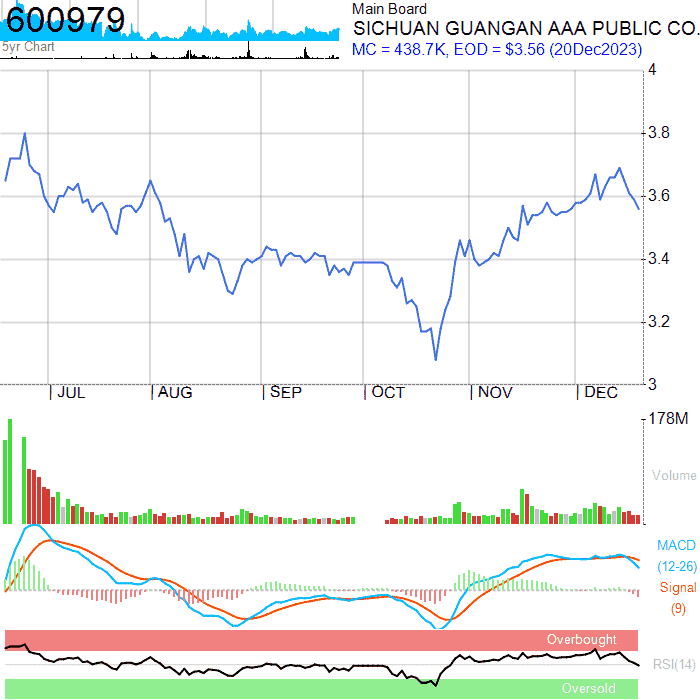 600979
5yr Chart
Main Board
SICHUAN GUANGAN AAA PUBLIC CO.
MC = 438.7K, EOD = $3.56 (20Dec2023)
4
3.8
3.6
3.4
3.2
3
JUL AUG SEP OCT NOV DEC
178M
Volume
MACD
(12-26)
Signal
(9)
Overbought
RSI(14)
Oversold